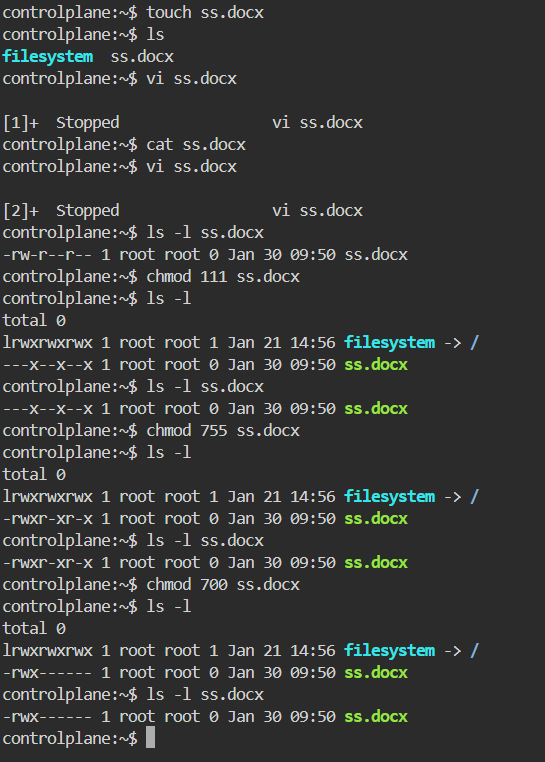 controlplane:~$ touch ss.docx
controlplane:~$ ls
filesystem  ss.docx
controlplane:~$ vi ss.docx

[1]+  Stopped                 vi ss.docx
controlplane:~$ cat ss.docx
controlplane:~$ vi ss.docx

[2]+  Stopped                 vi ss.docx
controlplane:~$ ls -l ss.docx
-rw-r--r-- 1 root root 0 Jan 30 09:50 ss.docx
controlplane:~$ chmod 111 ss.docx
controlplane:~$ ls -l
total 0
lrwxrwxrwx 1 root root 1 Jan 21 14:56 filesystem -> /
---x--x--x 1 root root 0 Jan 30 09:50 ss.docx
controlplane:~$ ls -l ss.docx
---x--x--x 1 root root 0 Jan 30 09:50 ss.docx
controlplane:~$ chmod 755 ss.docx
controlplane:~$ ls -l
total 0
lrwxrwxrwx 1 root root 1 Jan 21 14:56 filesystem -> /
-rwxr-xr-x 1 root root 0 Jan 30 09:50 ss.docx
controlplane:~$ ls -l ss.docx
-rwxr-xr-x 1 root root 0 Jan 30 09:50 ss.docx
controlplane:~$ chmod 700 ss.docx
controlplane:~$ ls -l
total 0
lrwxrwxrwx 1 root root 1 Jan 21 14:56 filesystem -> /
-rwx------ 1 root root 0 Jan 30 09:50 ss.docx
controlplane:~$ ls -l ss.docx
-rwx------ 1 root root 0 Jan 30 09:50 ss.docx
controlplane:~$